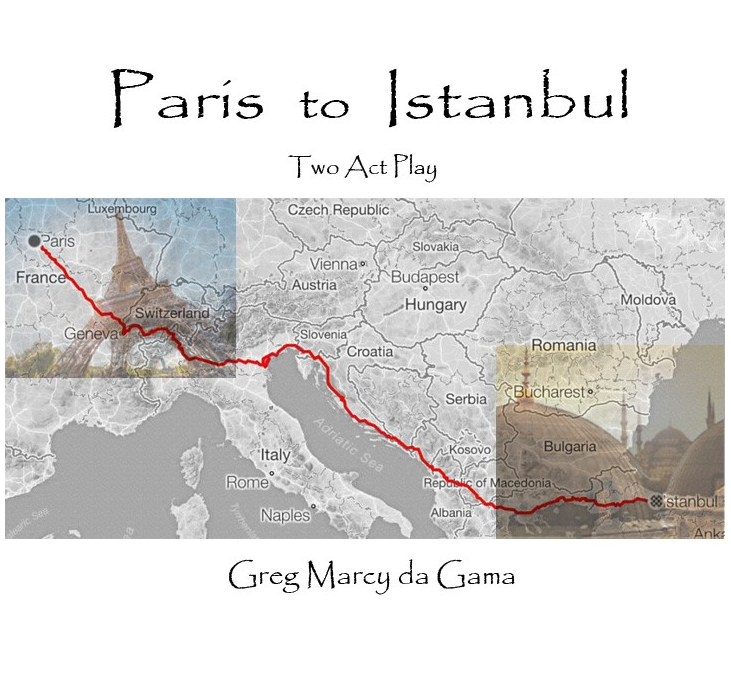 Paris to Istanbul
Two Act Play
Luxembourg
Czech Republic
Paris
Slovakia
Vienna
France
Austria
Budapest
Hungary
Moldova
Switzerland
Geneva
Slovenia
Croatia
Romania
Serbia
Bucharest
Adriatic Sea
Bulgaria
Italy
Kosovo
Rome
Republic of Macedonia
Istanbul
Naples
Albania
Sea
Anka
Greg Marcy da Gama